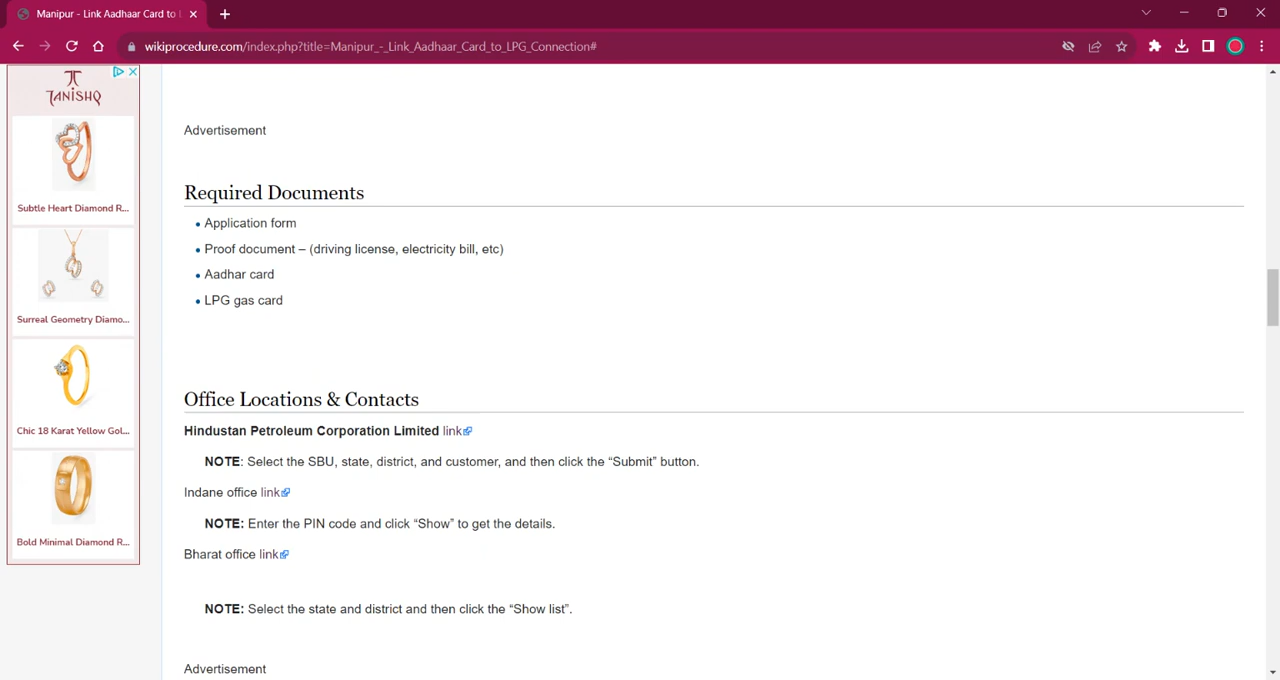 Manipur - Link Aadhaar Card to L
wikiprocedure.com/index.php?title=Manipur_-_Link_Aadhaar_Card_to_LPG_Connection#
TANISHQ
Subtle Heart Diamond R...
Surreal Geometry Diamo...
Chic 18 Karat Yellow Gol...
Bold Minimal Diamond R...
Advertisement
Required Documents
Application form
Proof document – (driving license, electricity bill, etc)
Aadhar card
LPG gas card
Office Locations & Contacts
Hindustan Petroleum Corporation Limited link
NOTE: Select the SBU, state, district, and customer, and then click the “Submit” button.
Indane office link
NOTE: Enter the PIN code and click “Show” to get the details.
Bharat office link
NOTE: Select the state and district and then click the “Show list”.
Advertisement